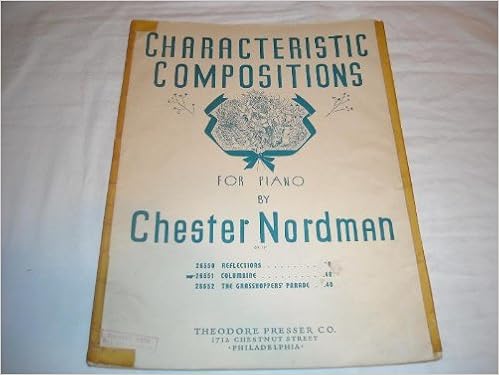 CHARACTERISTIC
COMPOSITIONS
FOR PIANO
BY
Chester Nordman
26550 REFLECTIONS . . . . . . . . .
26551 COLUMBINE . . . . . . . . . .40
26552 THE GRASSHOPPERS' PARADE .40
THEODORE PRESSER CO.
1712 CHESTNUT STREET
· PHILADELPHIA ·